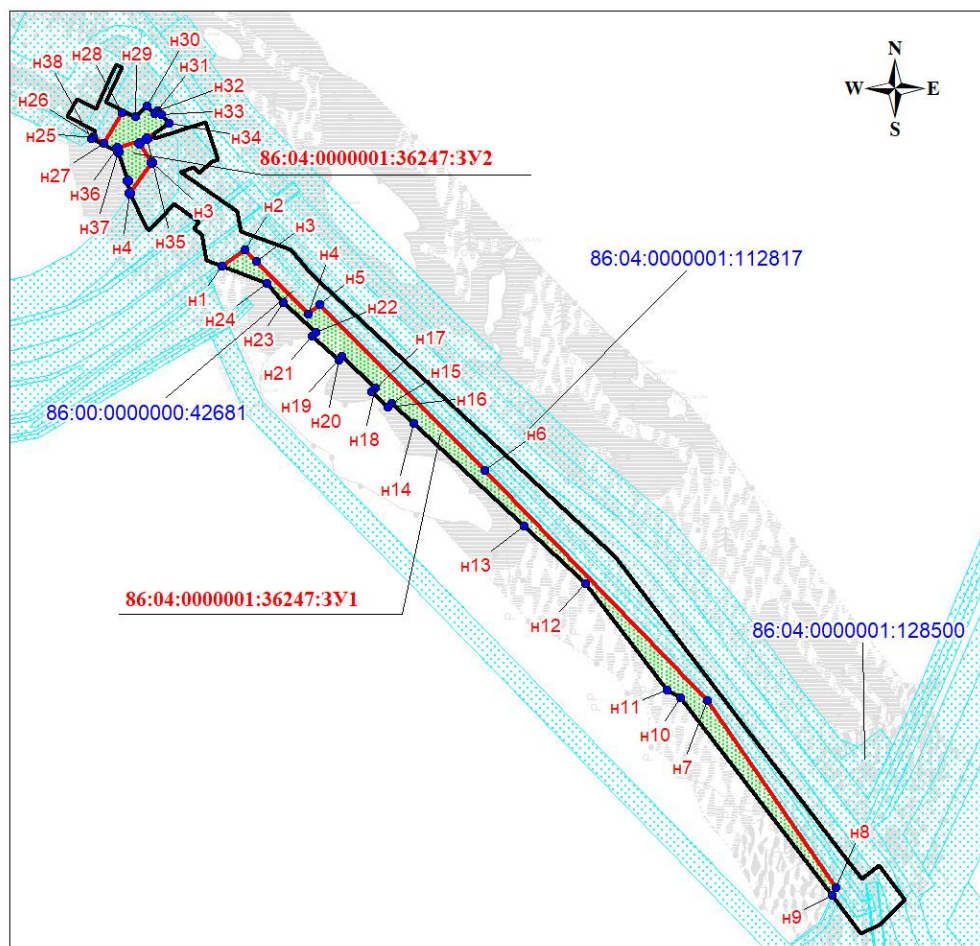 н30
н28
н29
н31
н38
н32
N
н26
н33
W
E
н25
н34
S
86:04:0000001:36247:ЗУ2
н27
н36
н2
н3
н3
н37
н4
86:04:0000001:112817
н4
н35
н5
н1
н22
н24
н17
н23
н15
н21
н16
86:00:0000000:42681
н19
н20
н18
н6
н14
н13
86:04:0000001:36247:ЗУ1
н12
86:04:0000001:128500
н11
н10
н7
н8
н9